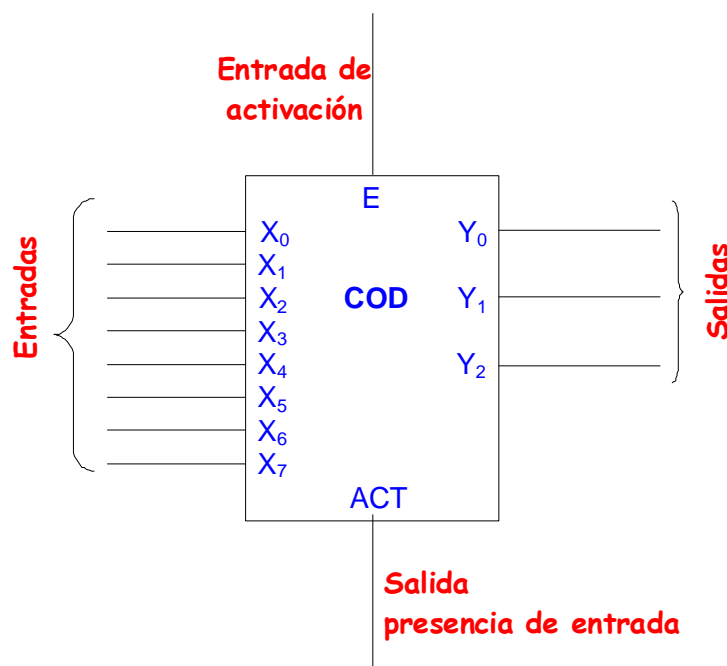 Entrada de
activación
E
Entradas
X₀
X₁
X₂
X₃
X₄
X₅
X₆
X₇
COD
Y₀
Y₁
Y₂
Salidas
ACT
Salida
presencia de entrada